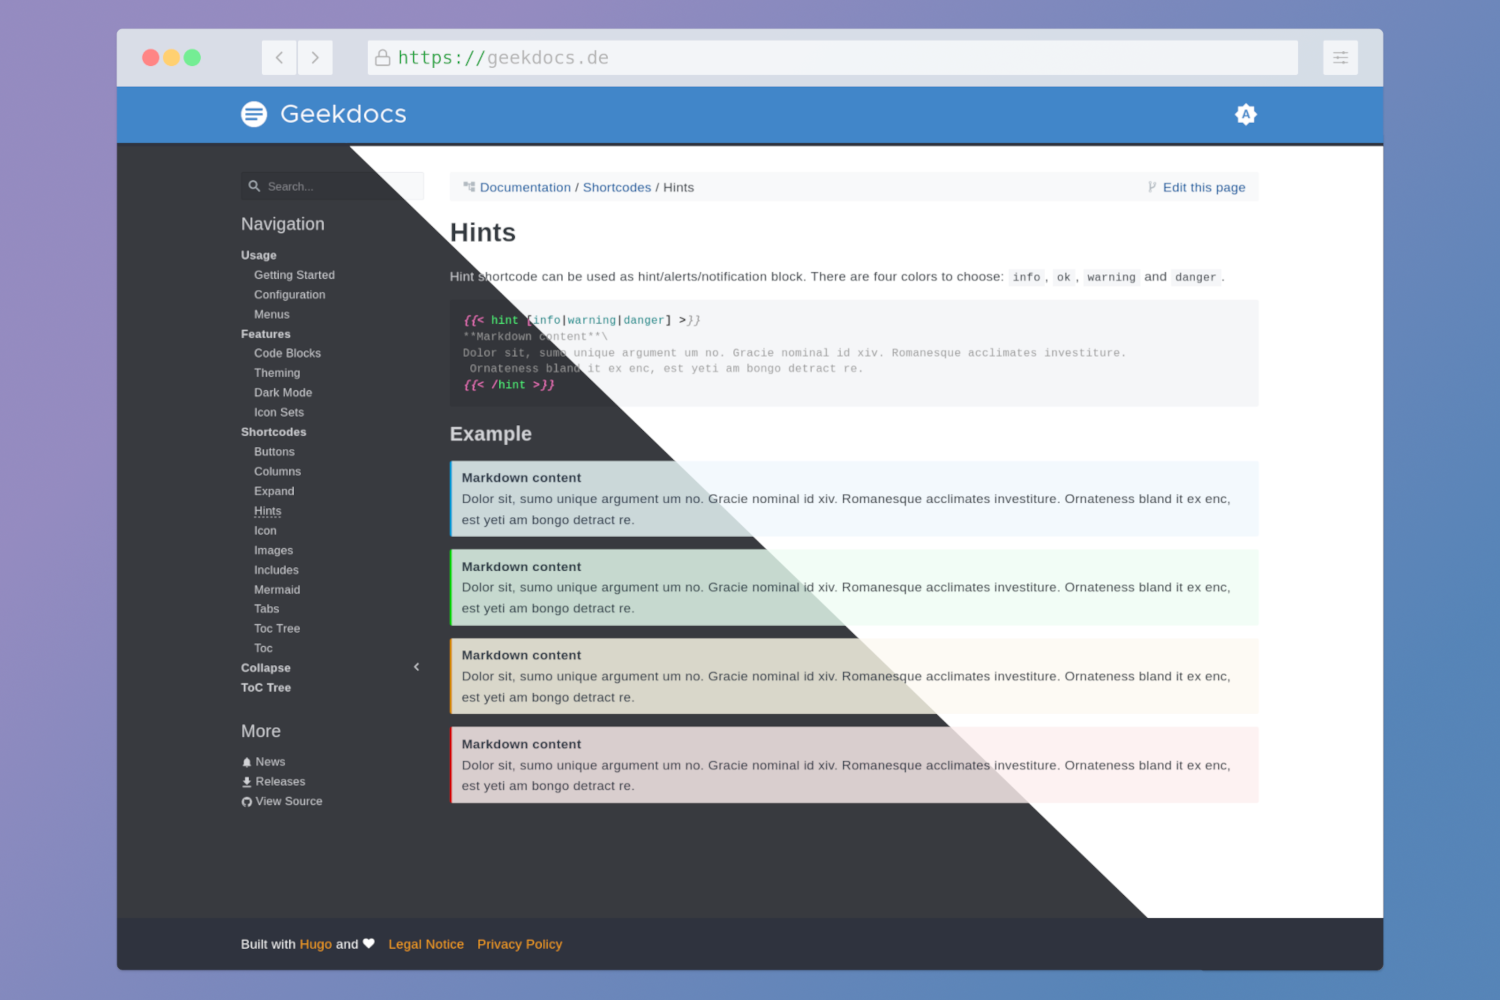 https://geekdocs.de
Geekdocs
A
Search...
Navigation
Usage
Getting Started
Configuration
Menus
Features
Code Blocks
Theming
Dark Mode
Icon Sets
Shortcodes
Buttons
Columns
Expand
Hints
Icon
Images
Includes
Mermaid
Tabs
Toc Tree
Toc
Collapse
ToC Tree
More
News
Releases
View Source
Documentation / Shortcodes / Hints
Edit this page
Hints
Hint shortcode can be used as hint/alerts/notification block. There are four colors to choose: info, ok, warning and danger.
{{< hint [info|warning|danger] >}}
**Markdown content**\
Dolor sit, sumo unique argument um no. Gracie nominal id xiv. Romanesque acclimates investiture.
Ornateness bland it ex enc, est yeti am bongo detract re.
{{< /hint >}}
Example
Markdown content
Dolor sit, sumo unique argument um no. Gracie nominal id xiv. Romanesque acclimates investiture. Ornateness bland it ex enc,
est yeti am bongo detract re.
Markdown content
Dolor sit, sumo unique argument um no. Gracie nominal id xiv. Romanesque acclimates investiture. Ornateness bland it ex enc,
est yeti am bongo detract re.
Markdown content
Dolor sit, sumo unique argument um no. Gracie nominal id xiv. Romanesque acclimates investiture. Ornateness bland it ex enc,
est yeti am bongo detract re.
Markdown content
Dolor sit, sumo unique argument um no. Gracie nominal id xiv. Romanesque acclimates investiture. Ornateness bland it ex enc,
est yeti am bongo detract re.
Built with Hugo and ♥ Legal Notice Privacy Policy